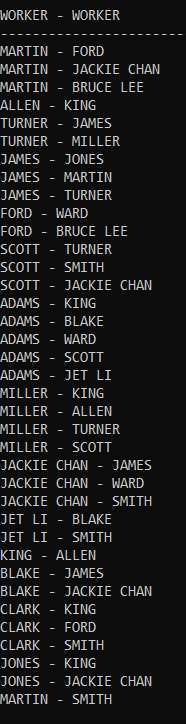 WORKER - WORKER
-----------------------
MARTIN - FORD
MARTIN - JACKIE CHAN
MARTIN - BRUCE LEE
ALLEN - KING
TURNER - JAMES
TURNER - MILLER
JAMES - JONES
JAMES - MARTIN
JAMES - TURNER
FORD - WARD
FORD - BRUCE LEE
SCOTT - TURNER
SCOTT - SMITH
SCOTT - JACKIE CHAN
ADAMS - KING
ADAMS - BLAKE
ADAMS - WARD
ADAMS - SCOTT
ADAMS - JET LI
MILLER - KING
MILLER - ALLEN
MILLER - TURNER
MILLER - SCOTT
JACKIE CHAN - JAMES
JACKIE CHAN - WARD
JACKIE CHAN - SMITH
JET LI - BLAKE
JET LI - SMITH
KING - ALLEN
BLAKE - JAMES
BLAKE - JACKIE CHAN
CLARK - KING
CLARK - FORD
CLARK - SMITH
JONES - KING
JONES - JACKIE CHAN
MARTIN - SMITH